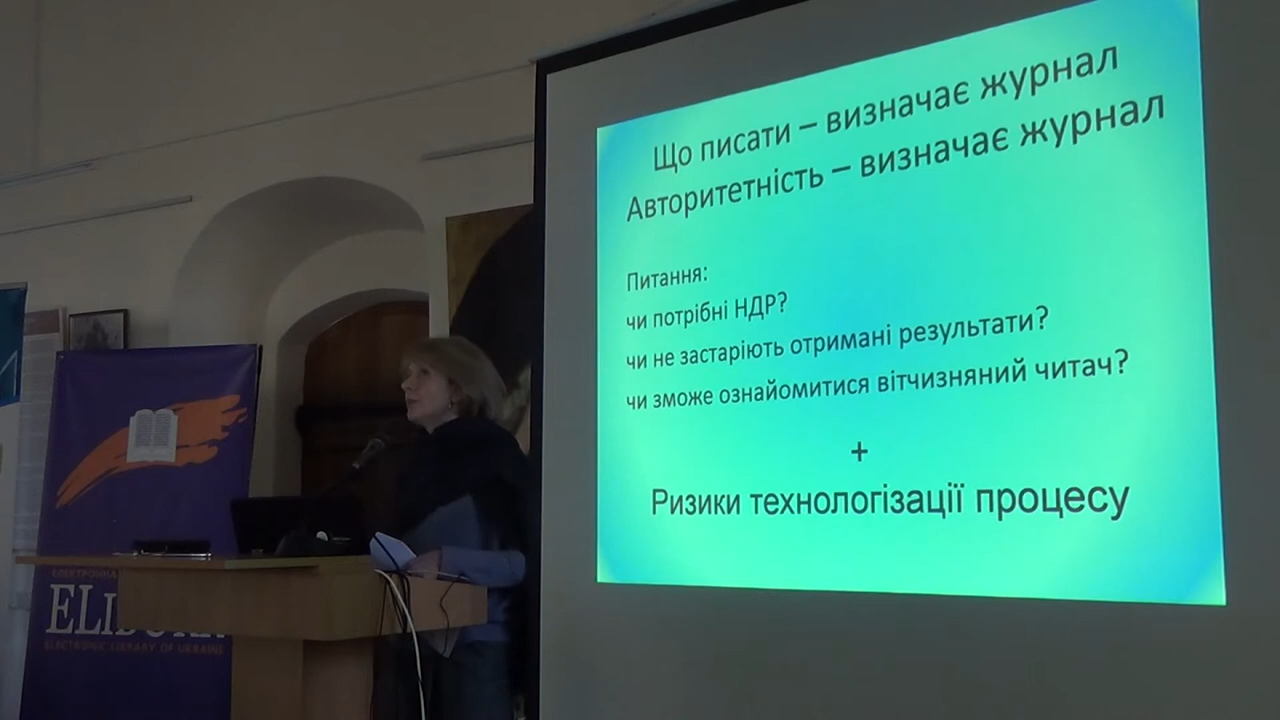 Що писати – визначає журнал
Авторитетність – визначає журнал
Питання:
чи потрібні НДР?
чи не застаріють отримані результати?
чи зможе ознайомитися вітчизняний читач?
+
Ризики технологізації процесу
ЕЛЕКТРОННА
ELECTRONIC LIBRARY OF UKRAINE